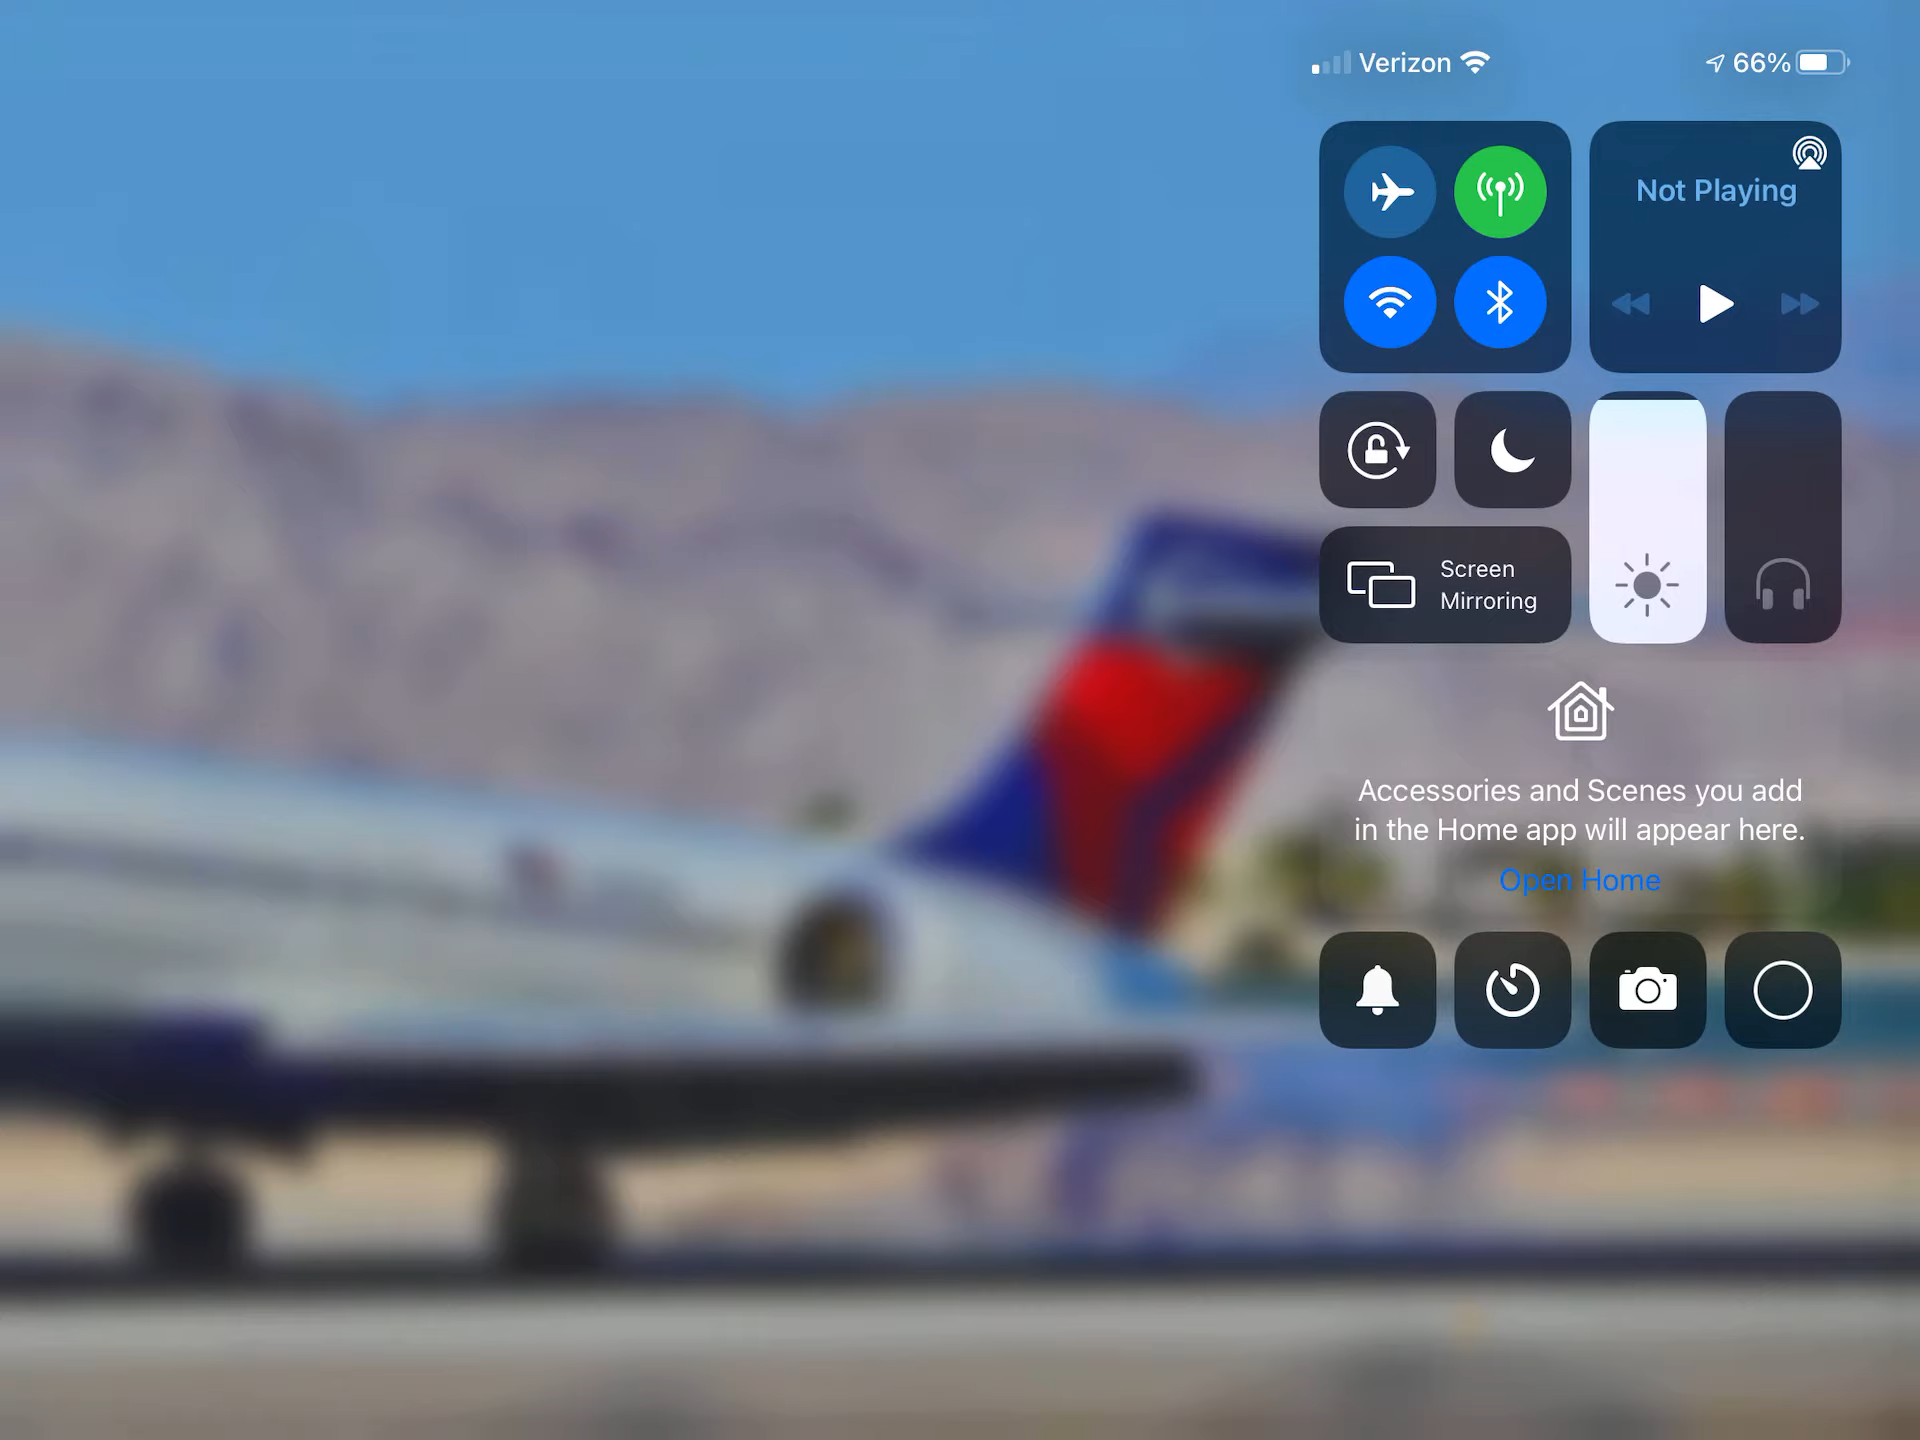 Verizon 66%
Not Playing
Screen
Mirroring
Accessories and Scenes you add
in the Home app will appear here.
Open Home